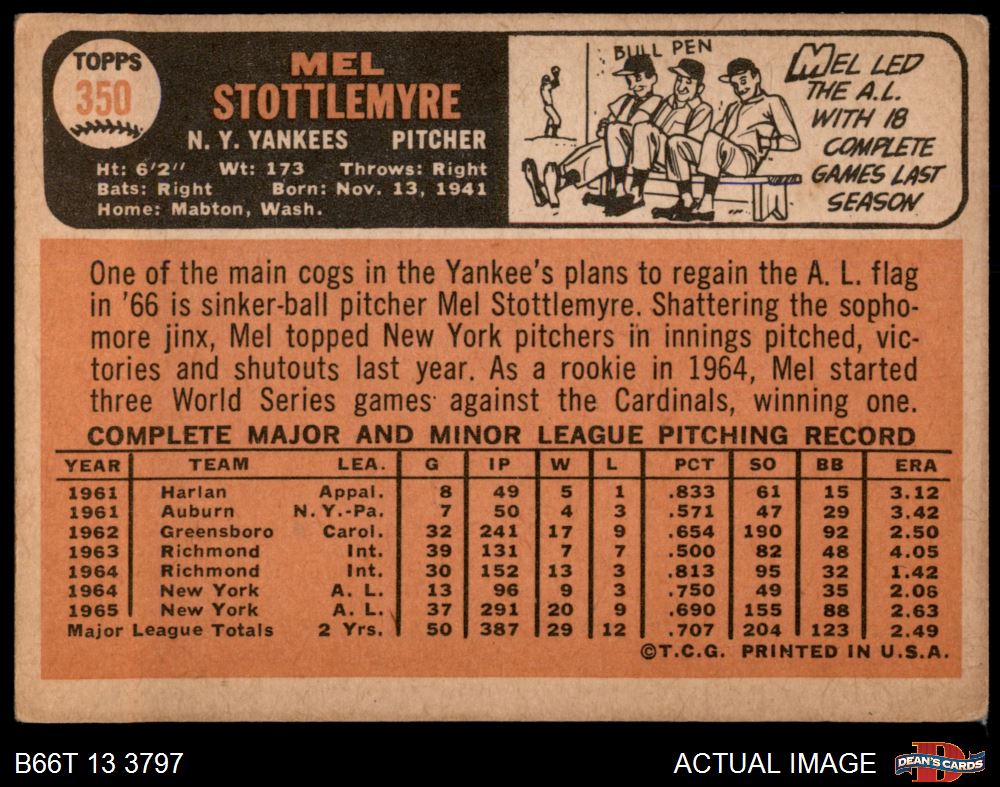 TOPPS
350
MEL
STOTTLEMYRE
N. Y. YANKEES PITCHER
Ht: 6'2" Wt: 173 Throws: Right
Bats: Right Born: Nov. 13, 1941
Home: Mabton, Wash.
BULL PEN
MEL LED
THE A.L.
WITH 18
COMPLETE
GAMES LAST
SEASON
One of the main cogs in the Yankee's plans to regain the A. L. flag
in '66 is sinker-ball pitcher Mel Stottlemyre. Shattering the sopho-
more jinx, Mel topped New York pitchers in innings pitched, vic-
tories and shutouts last year. As a rookie in 1964, Mel started
three World Series games against the Cardinals, winning one.
COMPLETE MAJOR AND MINOR LEAGUE PITCHING RECORD
YEAR TEAM LEA. G IP W L PCT SO BB ERA
1961 Harlan Appal. 8 49 5 1 .833 61 15 3.12
1961 Auburn N. Y.-Pa. 7 50 4 3 .571 47 29 3.42
1962 Greensboro Carol. 32 241 17 9 .654 190 92 2.50
1963 Richmond Int. 39 131 7 7 .500 82 48 4.05
1964 Richmond Int. 30 152 13 3 .813 95 32 1.42
1964 New York A. L. 13 96 9 3 .750 49 35 2.06
1965 New York A. L. 37 291 20 9 .690 155 88 2.63
Major League Totals 2 Yrs. 50 387 29 12 .707 204 123 2.49
©T.C.G. PRINTED IN U.S.A.
B66T 13 3797 ACTUAL IMAGE
DEAN'S CARDS